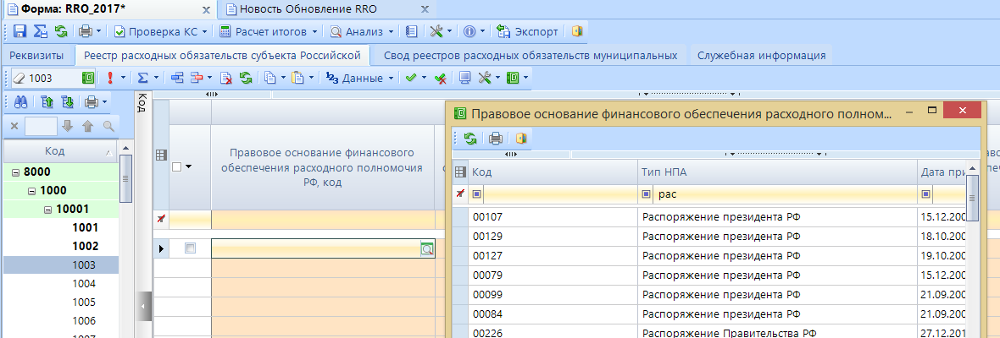 Форма: RRO_2017*
Новость Обновление RRO
Проверка КС
Расчет итогов
Анализ
Экспорт
Реквизиты
Реестр расходных обязательств субъекта Российской
Свод реестров расходных обязательств муниципальных
Служебная информация
1003
123 Данные
Код
Код
8000
1000
10001
1001
1002
1003
1004
1005
1006
1007
Правовое основание финансового
обеспечения расходного полномочия
РФ, код
Правовое основание финансового обеспечения расходного полном...
Код
Тип НПА
Дата при
рас
00107 Распоряжение президента РФ 15.12.200
00129 Распоряжение президента РФ 18.10.200
00127 Распоряжение президента РФ 19.10.200
00079 Распоряжение президента РФ 15.12.200
00099 Распоряжение президента РФ 21.09.200
00084 Распоряжение президента РФ 21.09.200
00226 Распоряжение Правительства РФ 27.12.201